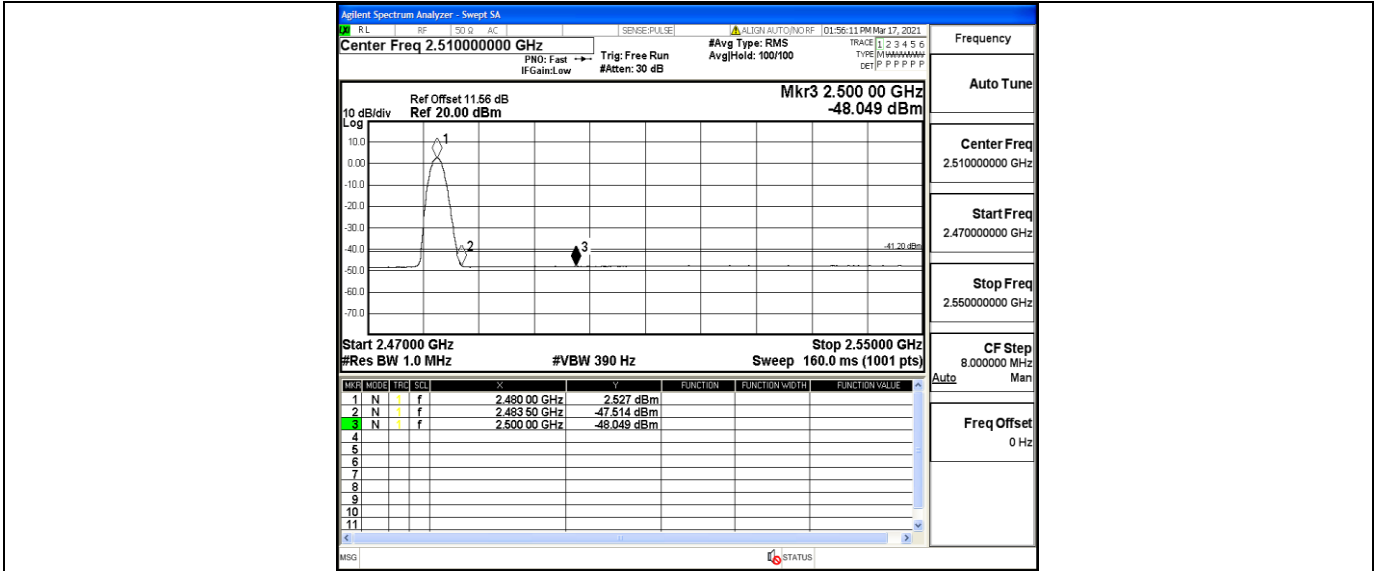 Agilent Spectrum Analyzer - Swept SA
RL RF 50 Ω AC SENSE:PULSE ALIGN AUTO/NO RF 01:56:11 PM Mar 17, 2021
Center Freq 2.510000000 GHz
PNO: Fast
IFGain:Low
Trig: Free Run
#Atten: 30 dB
#Avg Type: RMS
Avg|Hold: 100/100
TRACE 1 2 3 4 5 6
TYPE M W W W W W
DET P P P P P P
Ref Offset 11.56 dB
10 dB/div Ref 20.00 dBm
Log
Mkr3 2.500 00 GHz
-48.049 dBm
10.0
0.00
-10.0
-20.0
-30.0
-40.0
-50.0
-60.0
-70.0
1
2
3
-41.20 dBm
Start 2.47000 GHz Stop 2.55000 GHz
#Res BW 1.0 MHz #VBW 390 Hz Sweep 160.0 ms (1001 pts)
MKR MODE TRC SCL X Y FUNCTION FUNCTION WIDTH FUNCTION VALUE
1 N 1 f 2.480 00 GHz 2.527 dBm
2 N 1 f 2.483 50 GHz -47.514 dBm
3 N 1 f 2.500 00 GHz -48.049 dBm
4
5
6
7
8
9
10
11
MSG STATUS
Frequency
Auto Tune
Center Freq
2.510000000 GHz
Start Freq
2.470000000 GHz
Stop Freq
2.550000000 GHz
CF Step
8.000000 MHz
Auto Man
Freq Offset
0 Hz